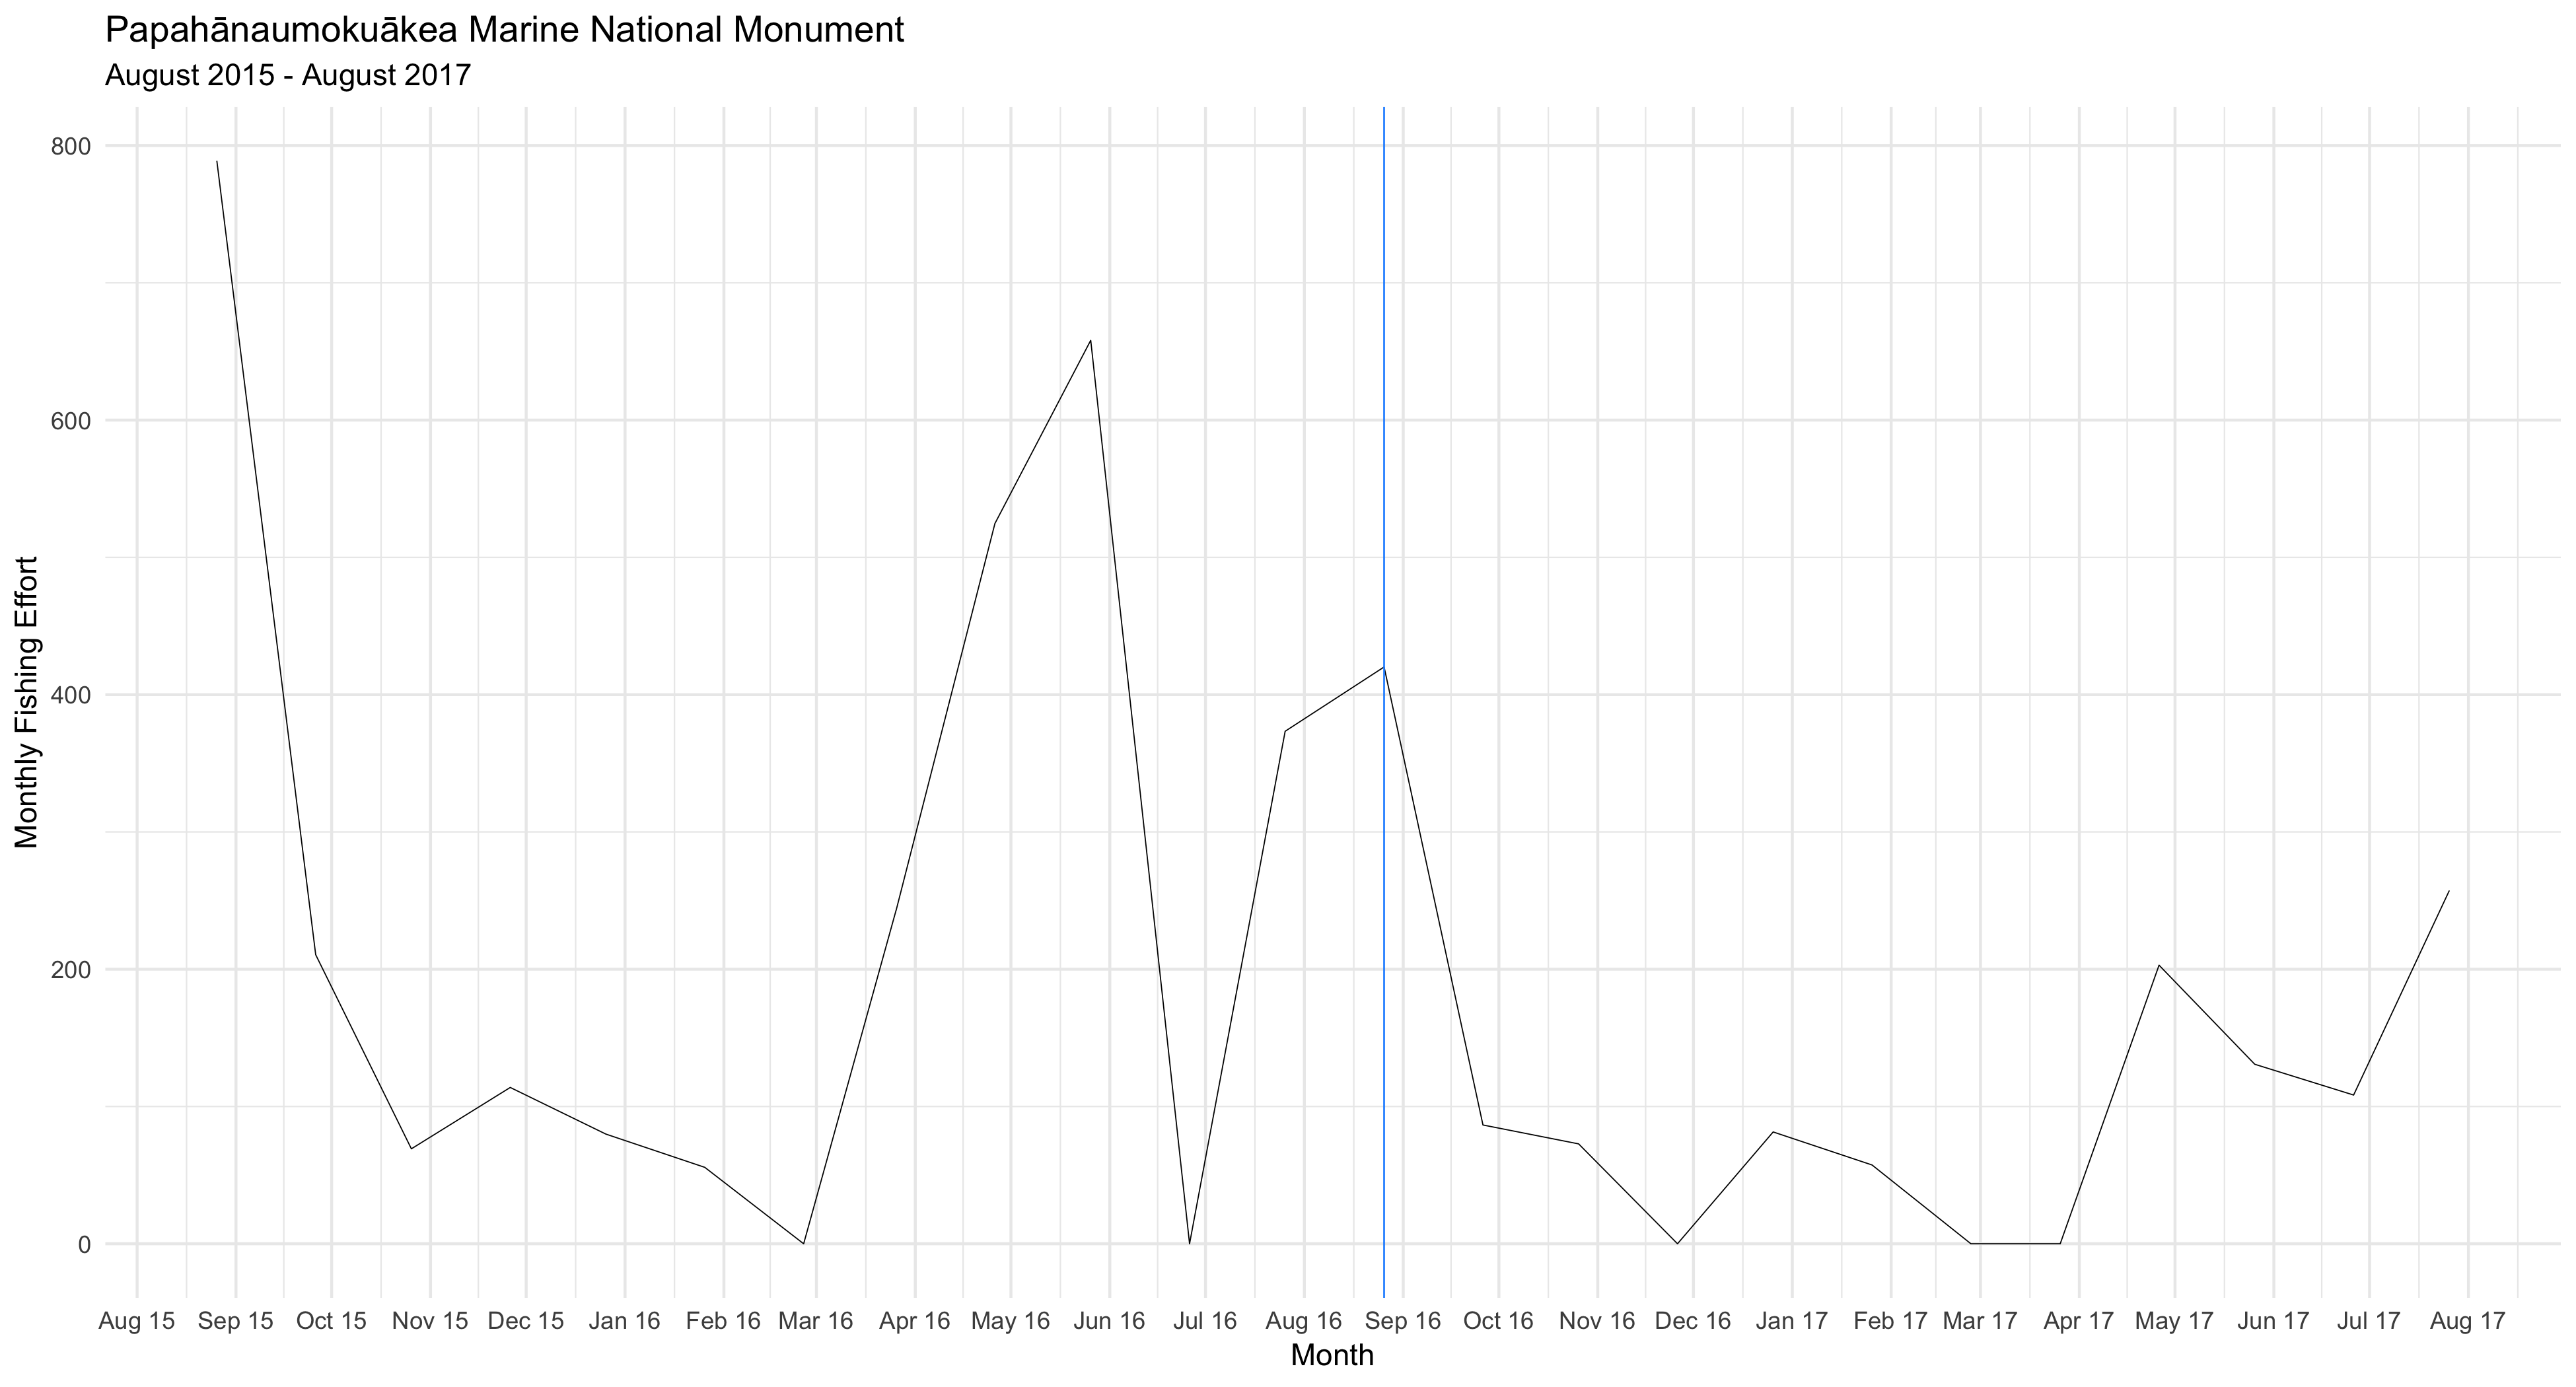 Papahānaumokuākea Marine National Monument
August 2015 - August 2017
Monthly Fishing Effort
800
600
400
200
0
Aug 15 Sep 15 Oct 15 Nov 15 Dec 15 Jan 16 Feb 16 Mar 16 Apr 16 May 16 Jun 16 Jul 16 Aug 16 Sep 16 Oct 16 Nov 16 Dec 16 Jan 17 Feb 17 Mar 17 Apr 17 May 17 Jun 17 Jul 17 Aug 17
Month